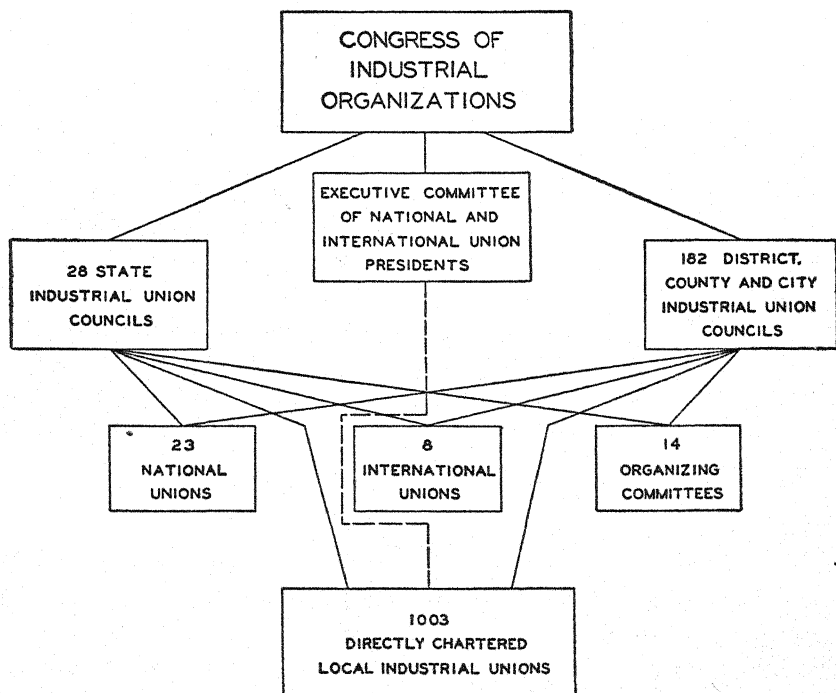 CONGRESS OF
INDUSTRIAL
ORGANIZATIONS
EXECUTIVE COMMITTEE
OF NATIONAL AND
INTERNATIONAL UNION
PRESIDENTS
28 STATE
INDUSTRIAL UNION
COUNCILS
182 DISTRICT,
COUNTY AND CITY
INDUSTRIAL UNION
COUNCILS
23
NATIONAL
UNIONS
8
INTERNATIONAL
UNIONS
14
ORGANIZING
COMMITTEES
1003
DIRECTLY CHARTERED
LOCAL INDUSTRIAL UNIONS